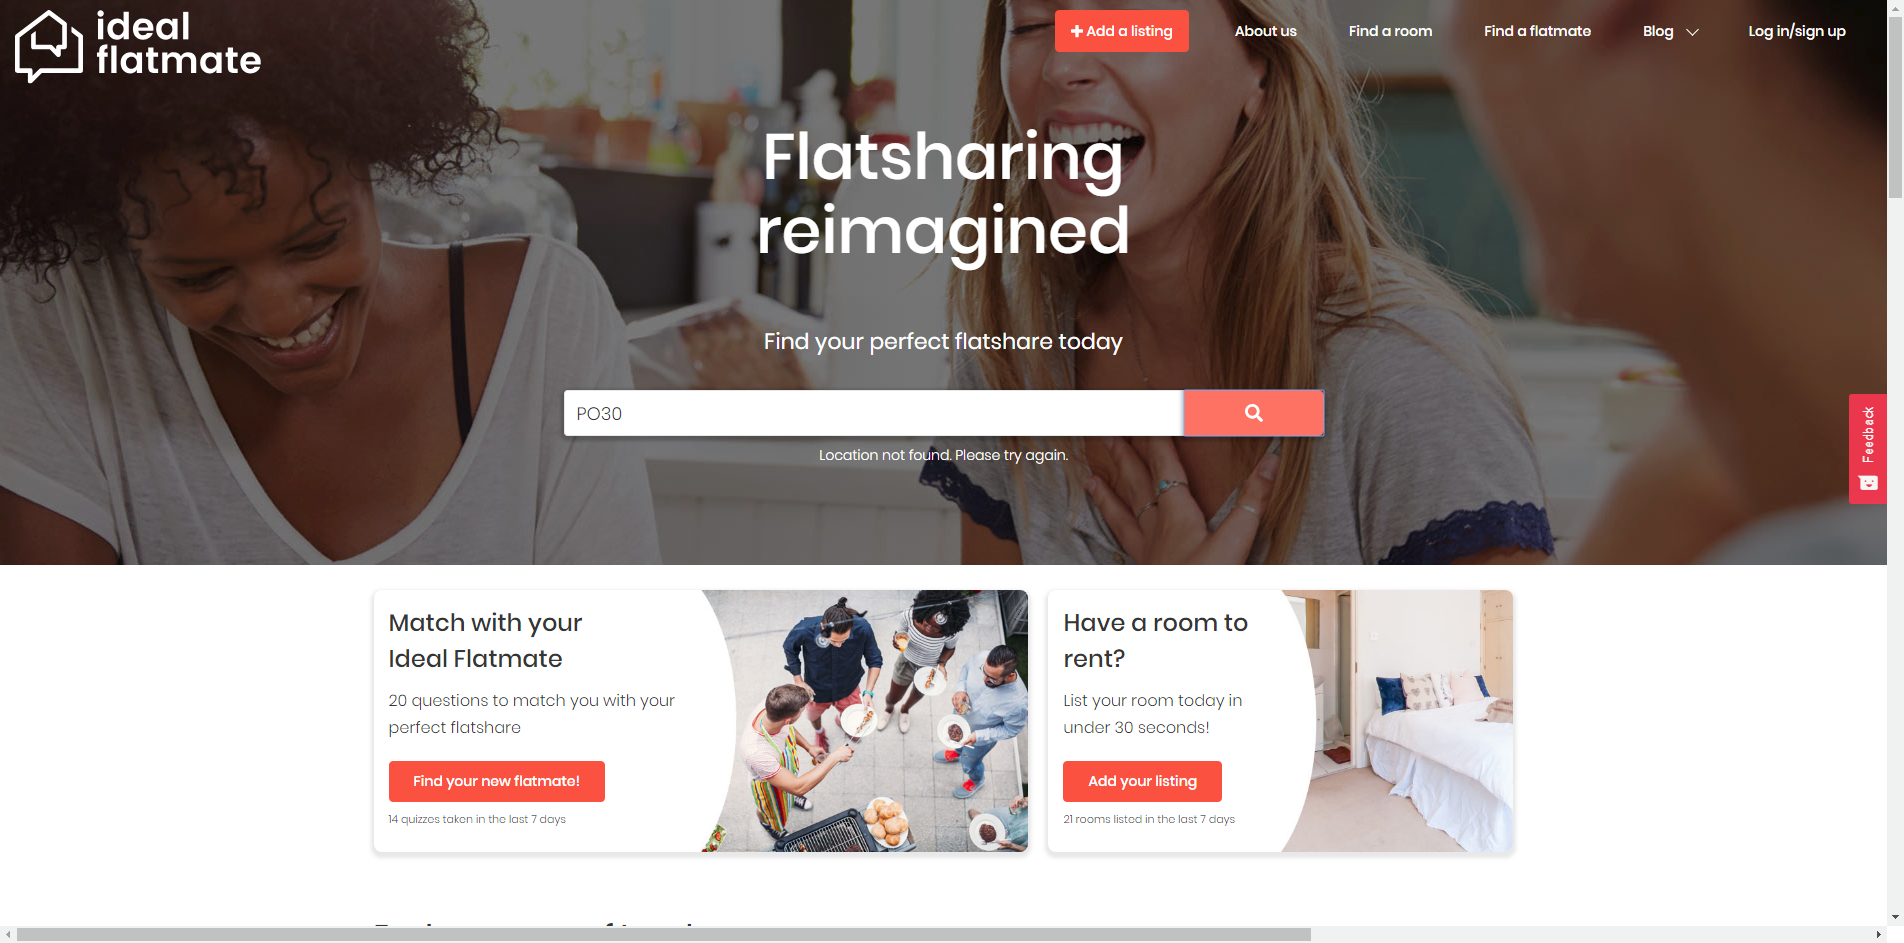 ideal
flatmate
Add a listing
About us
Find a room
Find a flatmate
Blog
Log in/sign up
Flatsharing
reimagined
Find your perfect flatshare today
PO30
Location not found. Please try again.
Feedback
Match with your
Ideal Flatmate
20 questions to match you with your
perfect flatshare
Find your new flatmate!
14 quizzes taken in the last 7 days
Have a room to
rent?
List your room today in
under 30 seconds!
Add your listing
21 rooms listed in the last 7 days